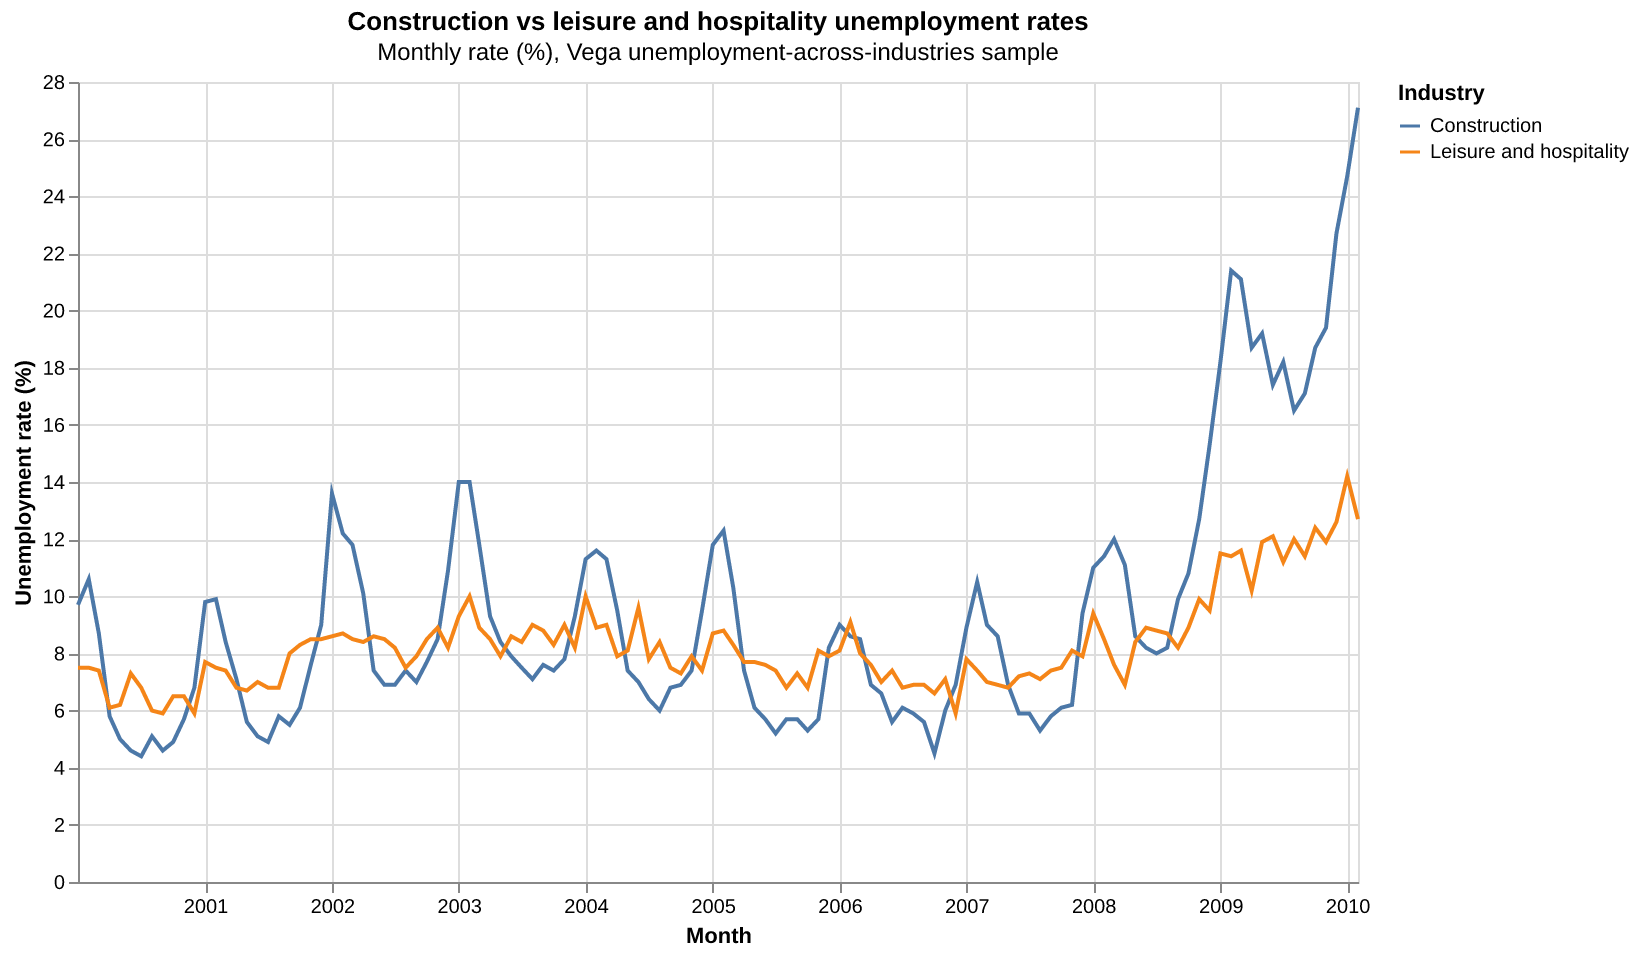 Construction vs leisure and hospitality unemployment rates
Monthly rate (%), Vega unemployment-across-industries sample
28
26
24
22
20
18
16
14
12
10
8
6
4
2
0
Unemployment rate (%)
2001 2002 2003 2004 2005 2006 2007 2008 2009 2010
Month
Industry
Construction
Leisure and hospitality